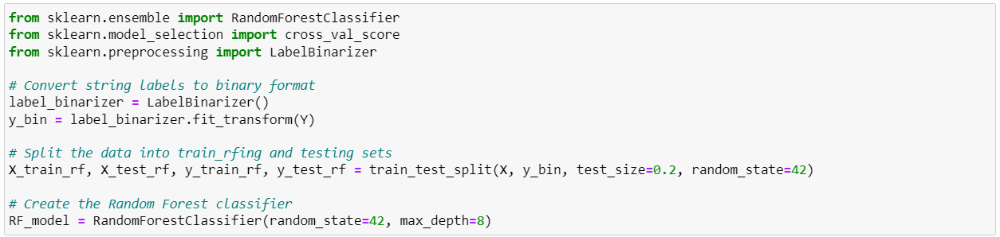 from sklearn.ensemble import RandomForestClassifier
from sklearn.model_selection import cross_val_score
from sklearn.preprocessing import LabelBinarizer
# Convert string labels to binary format
label_binarizer = LabelBinarizer()
y_bin = label_binarizer.fit_transform(Y)
# Split the data into train_rfing and testing sets
X_train_rf, X_test_rf, y_train_rf, y_test_rf = train_test_split(X, y_bin, test_size=0.2, random_state=42)
# Create the Random Forest classifier
RF_model = RandomForestClassifier(random_state=42, max_depth=8)